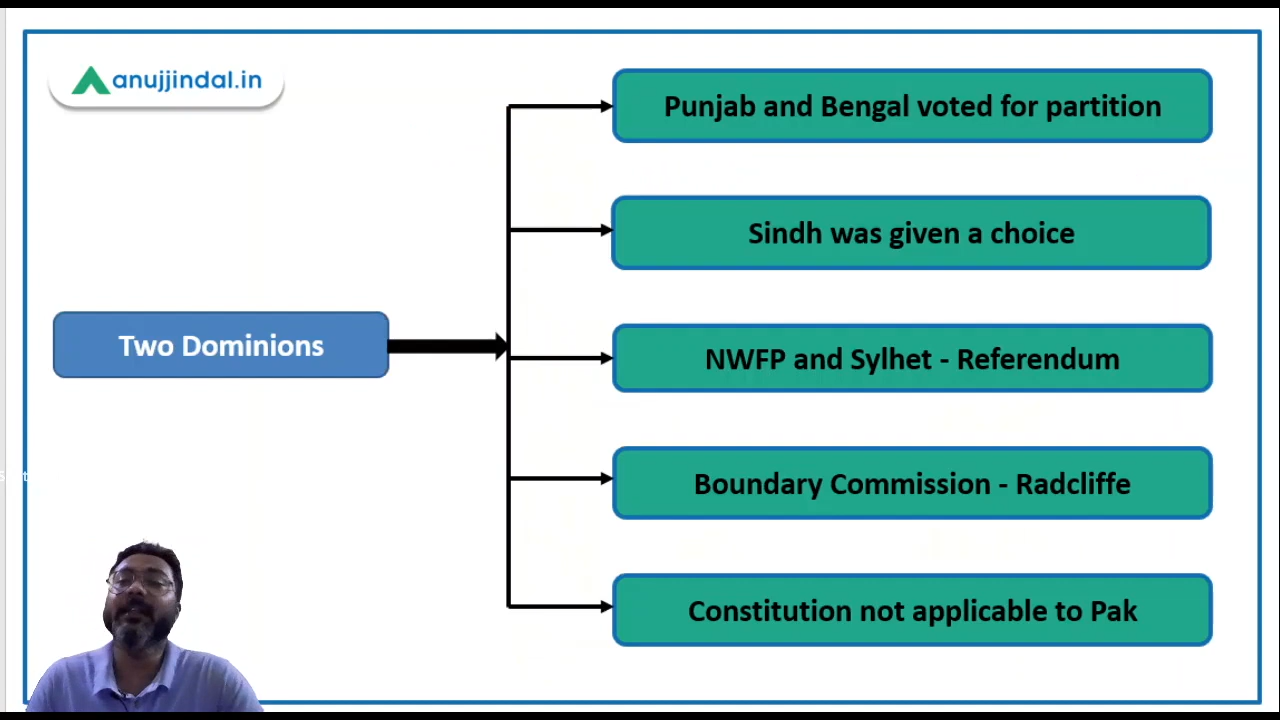 anujjindal.in
Punjab and Bengal voted for partition
Sindh was given a choice
Two Dominions
NWFP and Sylhet - Referendum
Boundary Commission - Radcliffe
Constitution not applicable to Pak